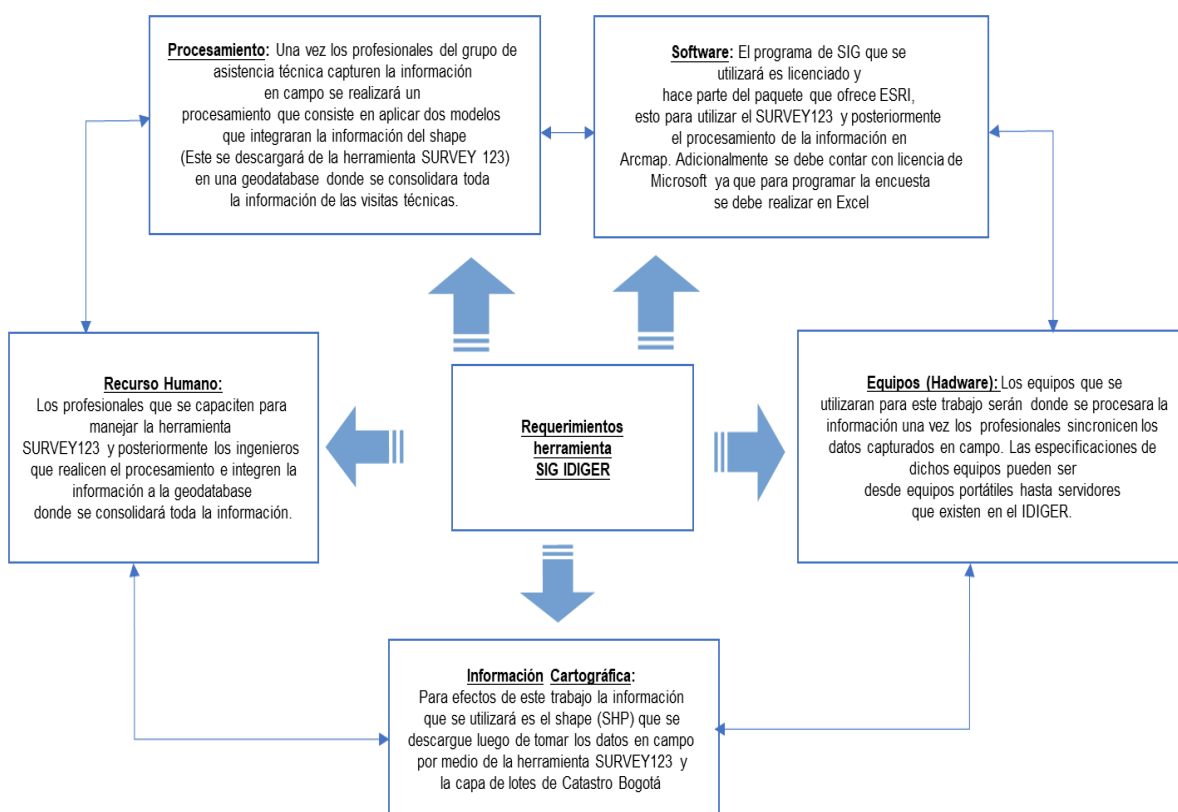 Procesamiento: Una vez los profesionales del grupo de
asistencia técnica capturen la información
en campo se realizará un
procesamiento que consiste en aplicar dos modelos
que integraran la información del shape
(Este se descargará de la herramienta SURVEY 123)
en una geodatabase donde se consolidara toda
la información de las visitas técnicas.
Software: El programa de SIG que se
utilizará es licenciado y
hace parte del paquete que ofrece ESRI,
esto para utilizar el SURVEY123 y posteriormente
el procesamiento de la información en
Arcmap. Adicionalmente se debe contar con licencia de
Microsoft ya que para programar la encuesta
se debe realizar en Excel
Recurso Humano:
Los profesionales que se capaciten para
manejar la herramienta
SURVEY123 y posteriormente los ingenieros
que realicen el procesamiento e integren la
información a la geodatabase
donde se consolidará toda la información.
Requerimientos
herramienta
SIG IDIGER
Equipos (Hadware): Los equipos que se
utilizaran para este trabajo serán donde se procesara la
información una vez los profesionales sincronicen los
datos capturados en campo. Las especificaciones de
dichos equipos pueden ser
desde equipos portátiles hasta servidores
que existen en el IDIGER.
Información Cartográfica:
Para efectos de este trabajo la información
que se utilizará es el shape (SHP) que se
descargue luego de tomar los datos en campo
por medio de la herramienta SURVEY123 y
la capa de lotes de Catastro Bogotá